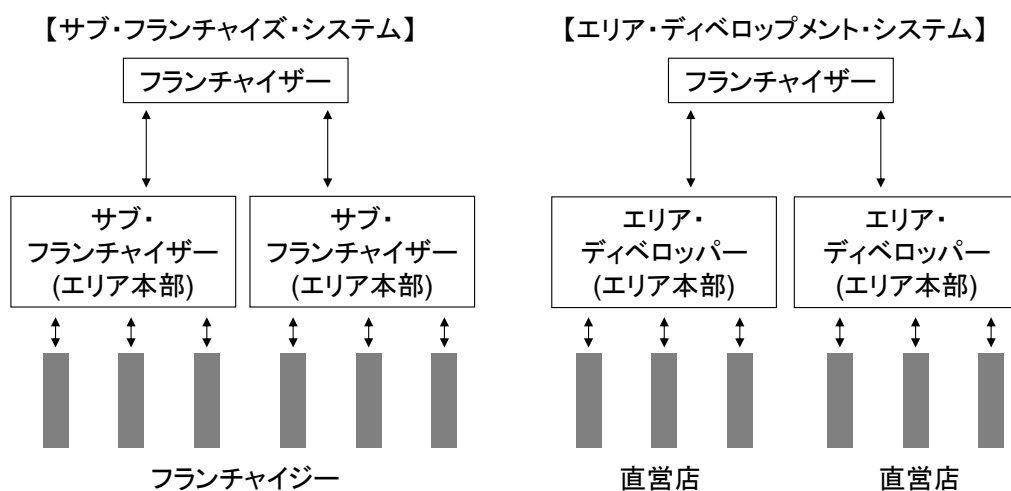 【サブ・フランチャイズ・システム】
フランチャイザー
サブ・
フランチャイザー
(エリア本部)
サブ・
フランチャイザー
(エリア本部)
フランチャイジー
【エリア・ディベロップメント・システム】
フランチャイザー
エリア・
ディベロッパー
(エリア本部)
エリア・
ディベロッパー
(エリア本部)
直営店
直営店